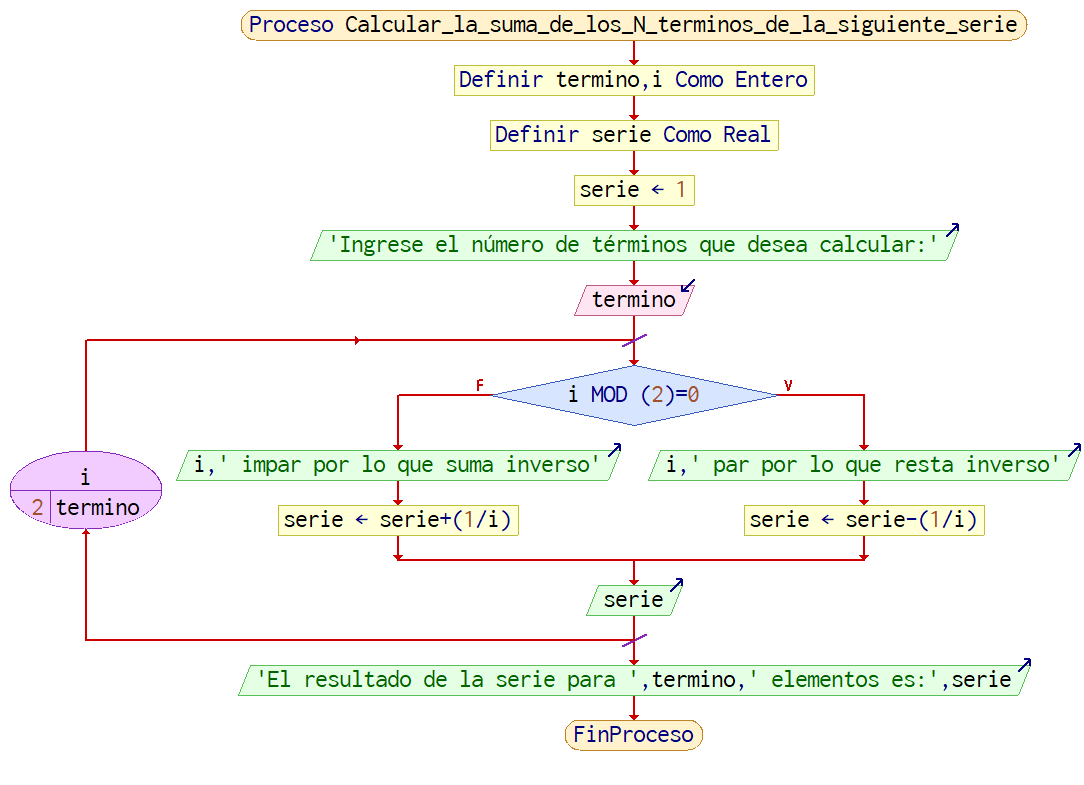 Proceso Calcular_la_suma_de_los_N_terminos_de_la_siguiente_serie
Definir termino,i Como Entero
Definir serie Como Real
serie ← 1
'Ingrese el número de términos que desea calcular:'
termino
i MOD (2)=0
F
V
i
2 termino
i,' impar por lo que suma inverso'
i,' par por lo que resta inverso'
serie ← serie+(1/i)
serie ← serie-(1/i)
serie
'El resultado de la serie para ',termino,' elementos es:',serie
FinProceso